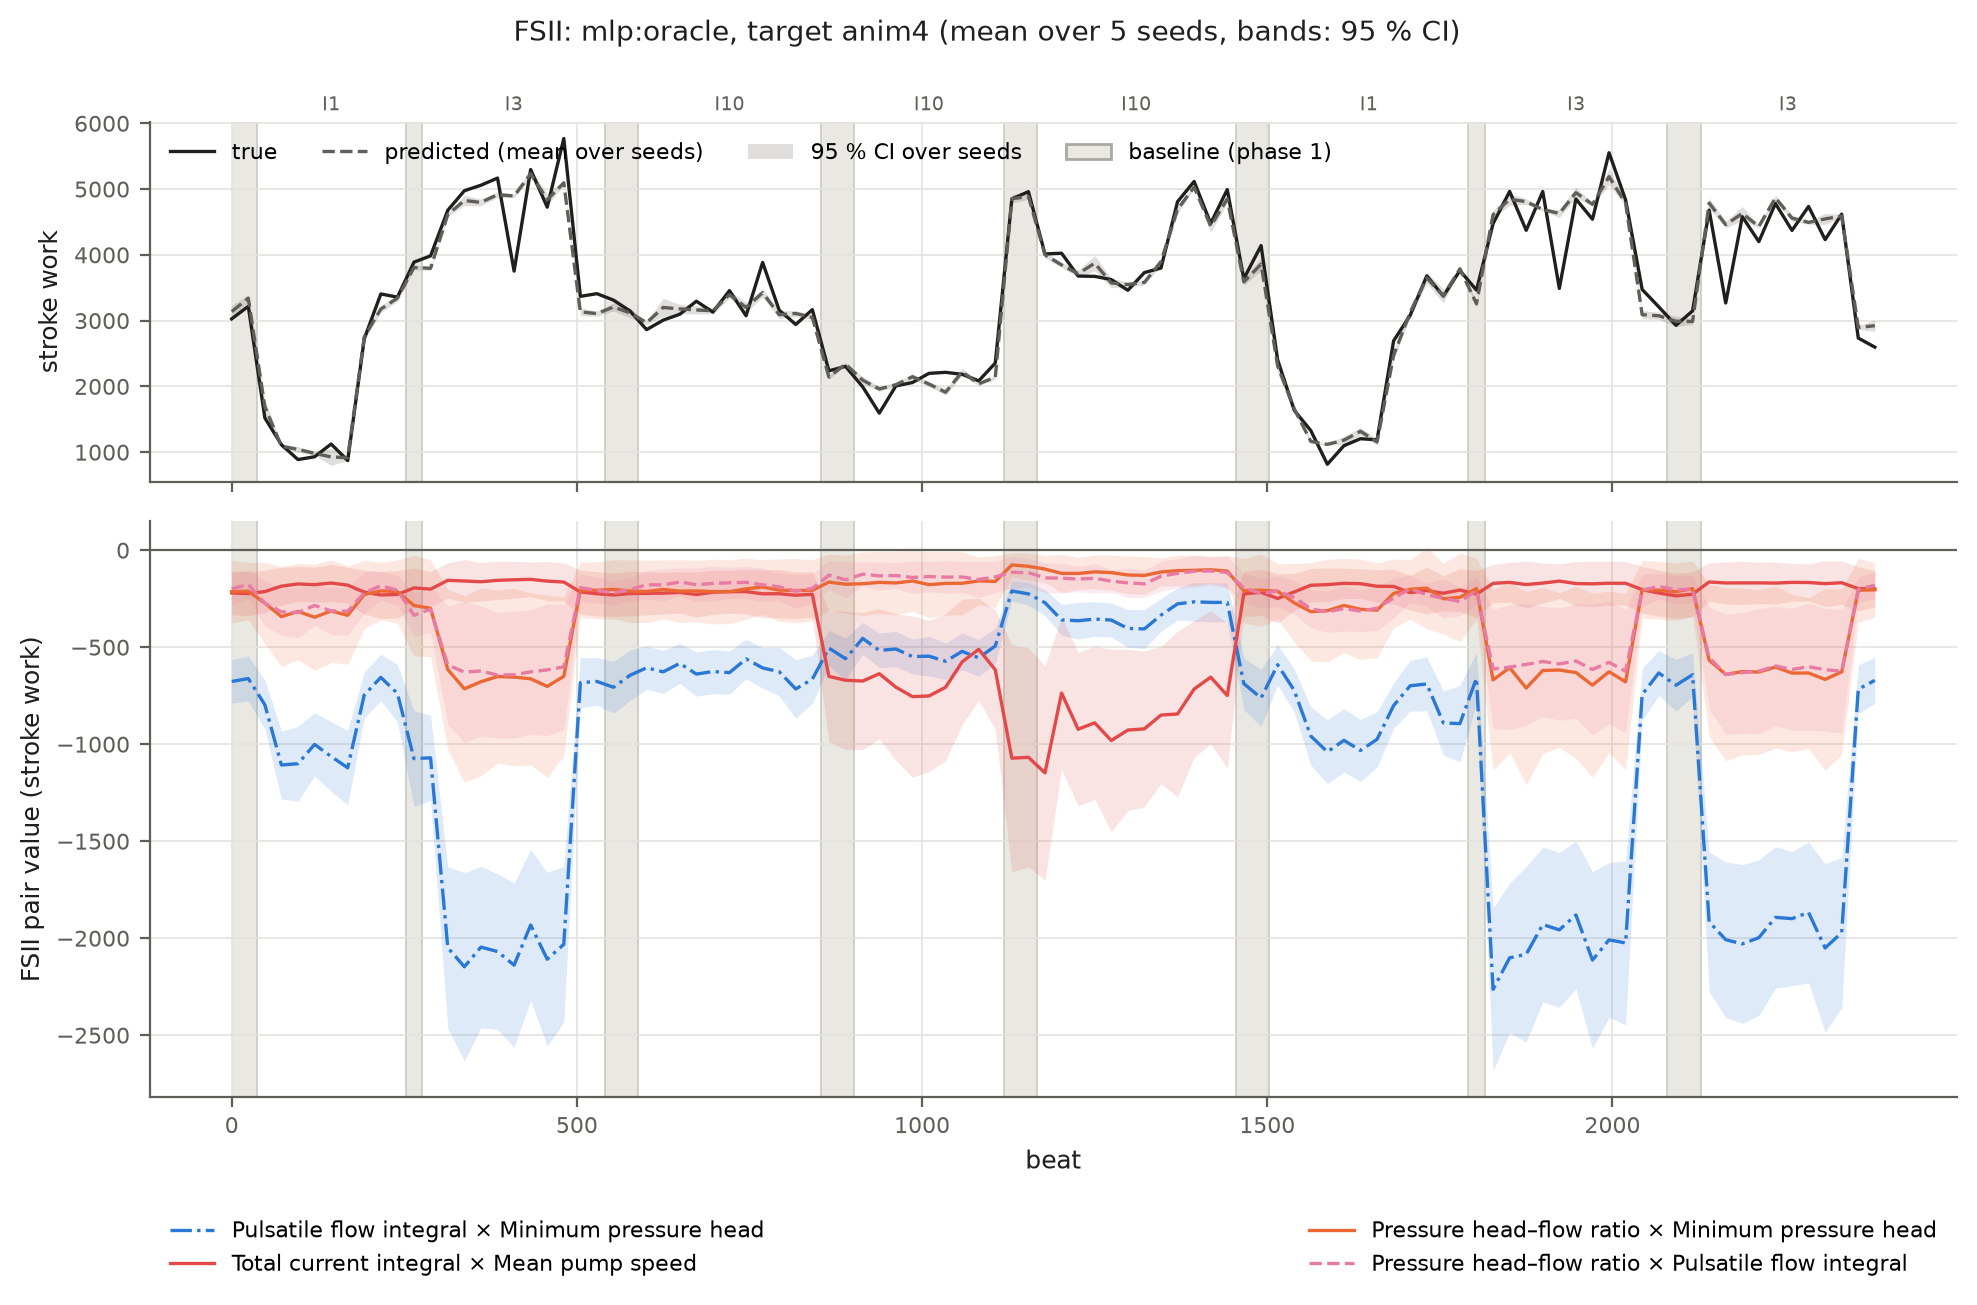 FSII: mlp:oracle, target anim4 (mean over 5 seeds, bands: 95 % CI)
I1 I3 I10 I10 I10 I1 I3 I3
true predicted (mean over seeds) 95 % CI over seeds baseline (phase 1)
stroke work
6000
5000
4000
3000
2000
1000
FSII pair value (stroke work)
0
−500
−1000
−1500
−2000
−2500
0 500 1000 1500 2000
beat
Pulsatile flow integral × Minimum pressure head
Total current integral × Mean pump speed
Pressure head–flow ratio × Minimum pressure head
Pressure head–flow ratio × Pulsatile flow integral